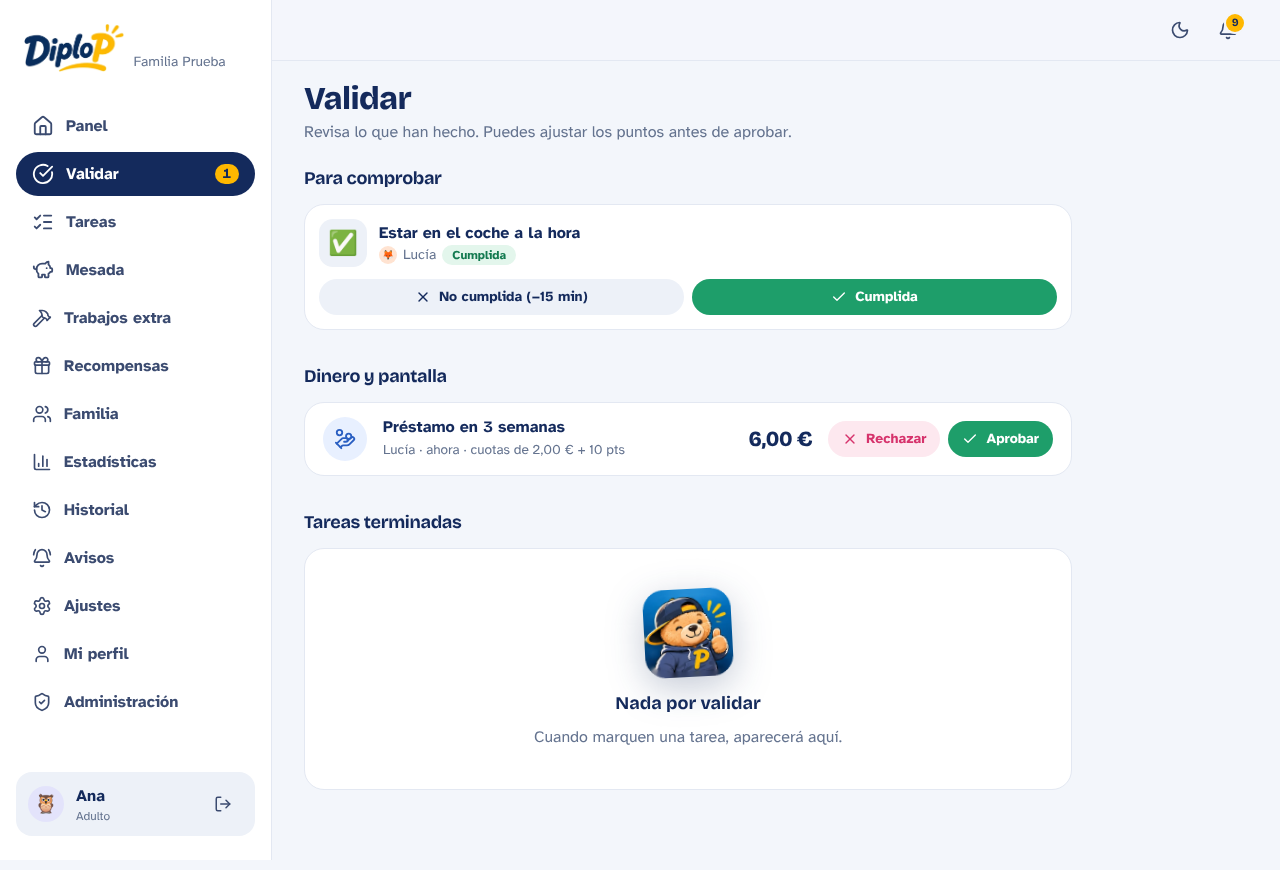 DiploP
Familia Prueba
9
Panel
Validar
1
Tareas
Mesada
Trabajos extra
Recompensas
Familia
Estadísticas
Historial
Avisos
Ajustes
Mi perfil
Administración
Ana
Adulto
Validar
Revisa lo que han hecho. Puedes ajustar los puntos antes de aprobar.
Para comprobar
Estar en el coche a la hora
Lucía Cumplida
No cumplida (−15 min)
Cumplida
Dinero y pantalla
Préstamo en 3 semanas
Lucía · ahora · cuotas de 2,00 € + 10 pts
6,00 €
Rechazar
Aprobar
Tareas terminadas
P
Nada por validar
Cuando marquen una tarea, aparecerá aquí.